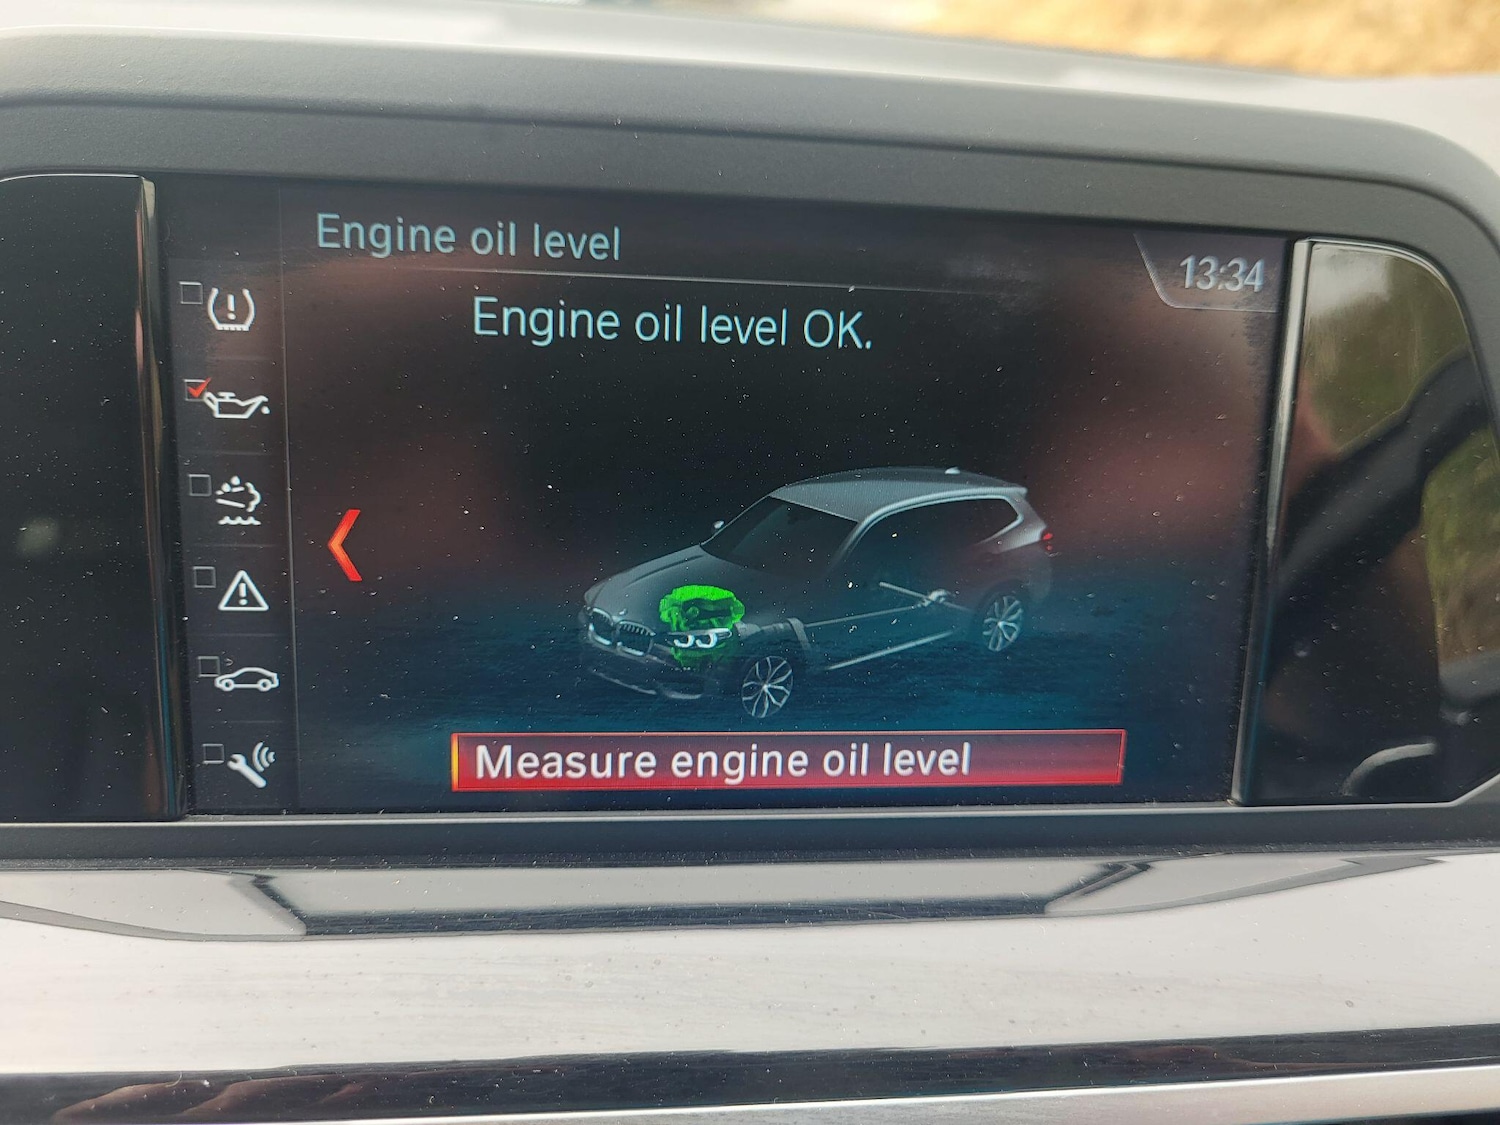 Engine oil level
13:34
Engine oil level OK.
Measure engine oil level